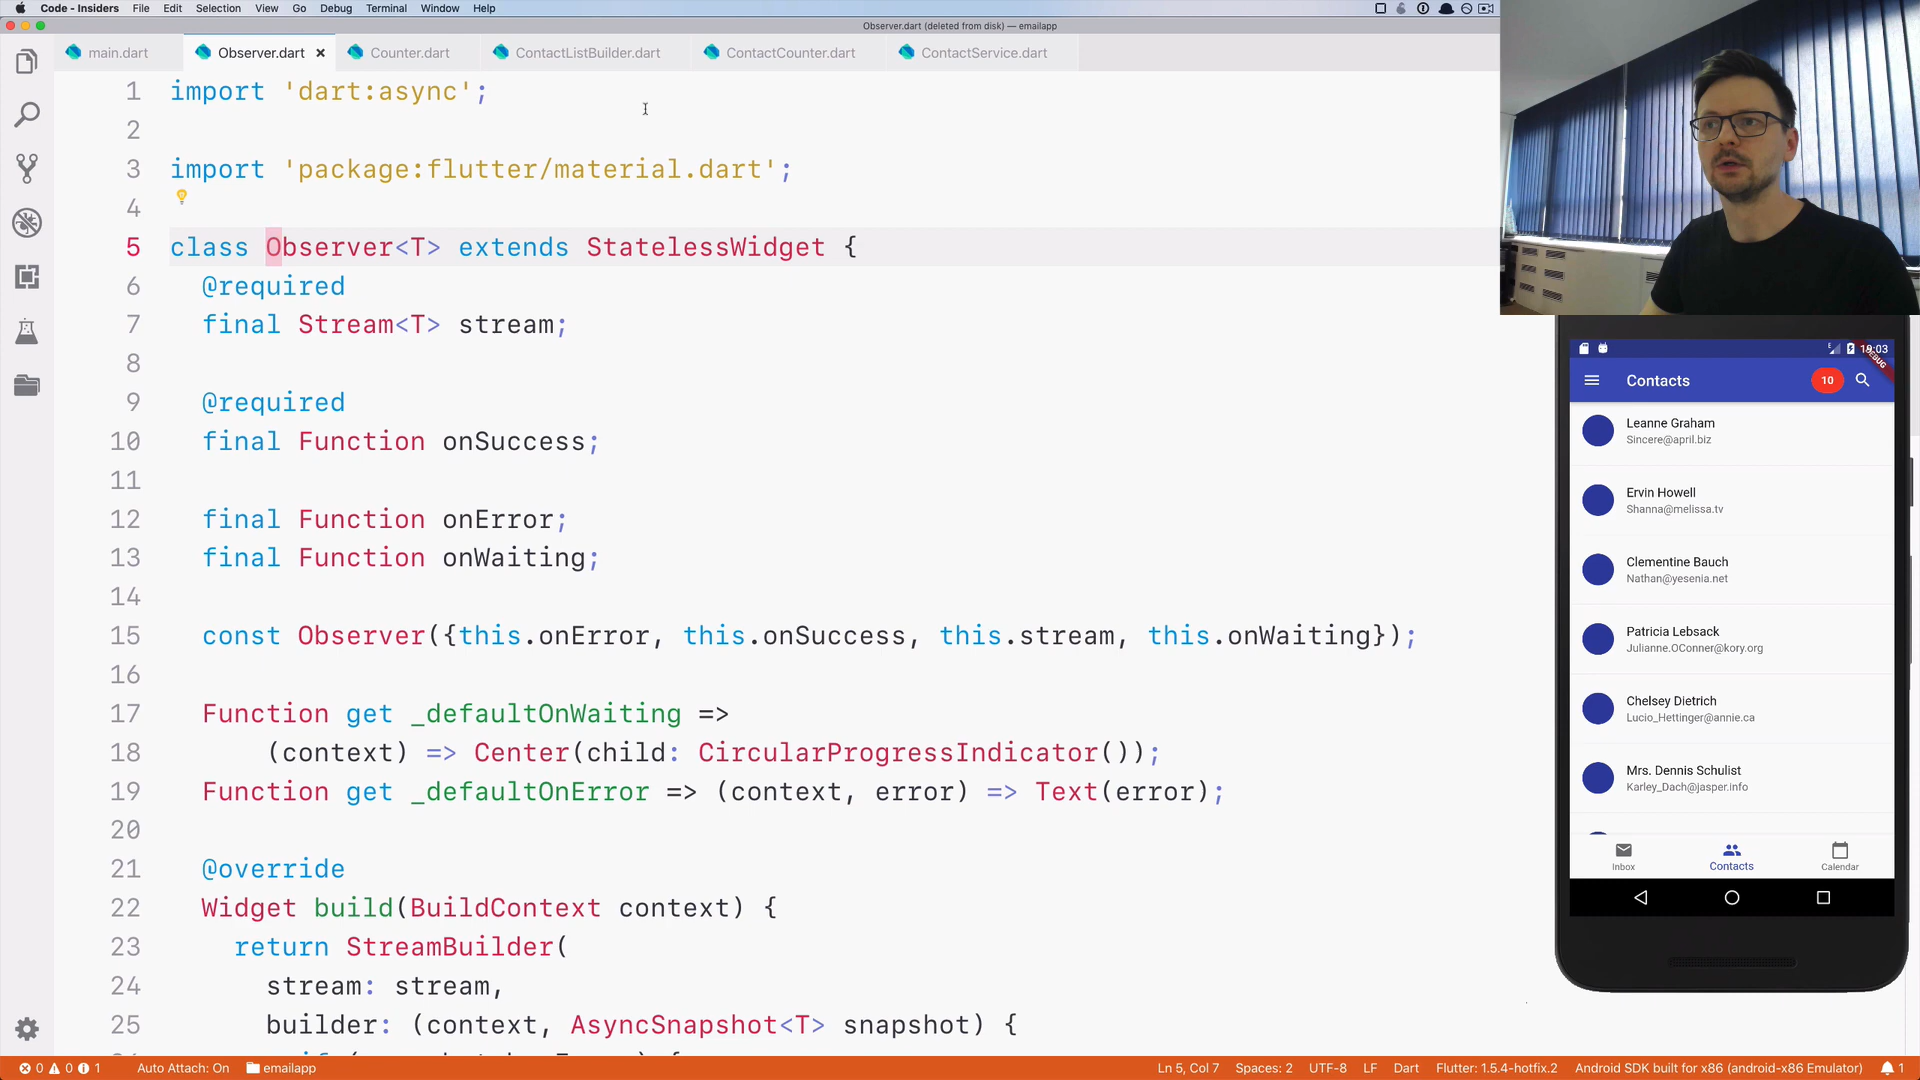 Code - Insiders File Edit Selection View Go Debug Terminal Window Help
Observer.dart (deleted from disk) — emailapp
main.dart Observer.dart Counter.dart ContactListBuilder.dart ContactCounter.dart ContactService.dart
1 import 'dart:async';
2
3 import 'package:flutter/material.dart';
4
5 class Observer<T> extends StatelessWidget {
6 @required
7 final Stream<T> stream;
8
9 @required
10 final Function onSuccess;
11
12 final Function onError;
13 final Function onWaiting;
14
15 const Observer({this.onError, this.onSuccess, this.stream, this.onWaiting});
16
17 Function get _defaultOnWaiting =>
18 (context) => Center(child: CircularProgressIndicator());
19 Function get _defaultOnError => (context, error) => Text(error);
20
21 @override
22 Widget build(BuildContext context) {
23 return StreamBuilder(
24 stream: stream,
25 builder: (context, AsyncSnapshot<T> snapshot) {
19:03
DEBUG
Contacts 10
Leanne Graham
Sincere@april.biz
Ervin Howell
Shanna@melissa.tv
Clementine Bauch
Nathan@yesenia.net
Patricia Lebsack
Julianne.OConner@kory.org
Chelsey Dietrich
Lucio_Hettinger@annie.ca
Mrs. Dennis Schulist
Karley_Dach@jasper.info
Inbox Contacts Calendar
0 0 1 Auto Attach: On emailapp Ln 5, Col 7 Spaces: 2 UTF-8 LF Dart Flutter: 1.5.4-hotfix.2 Android SDK built for x86 (android-x86 Emulator) 1